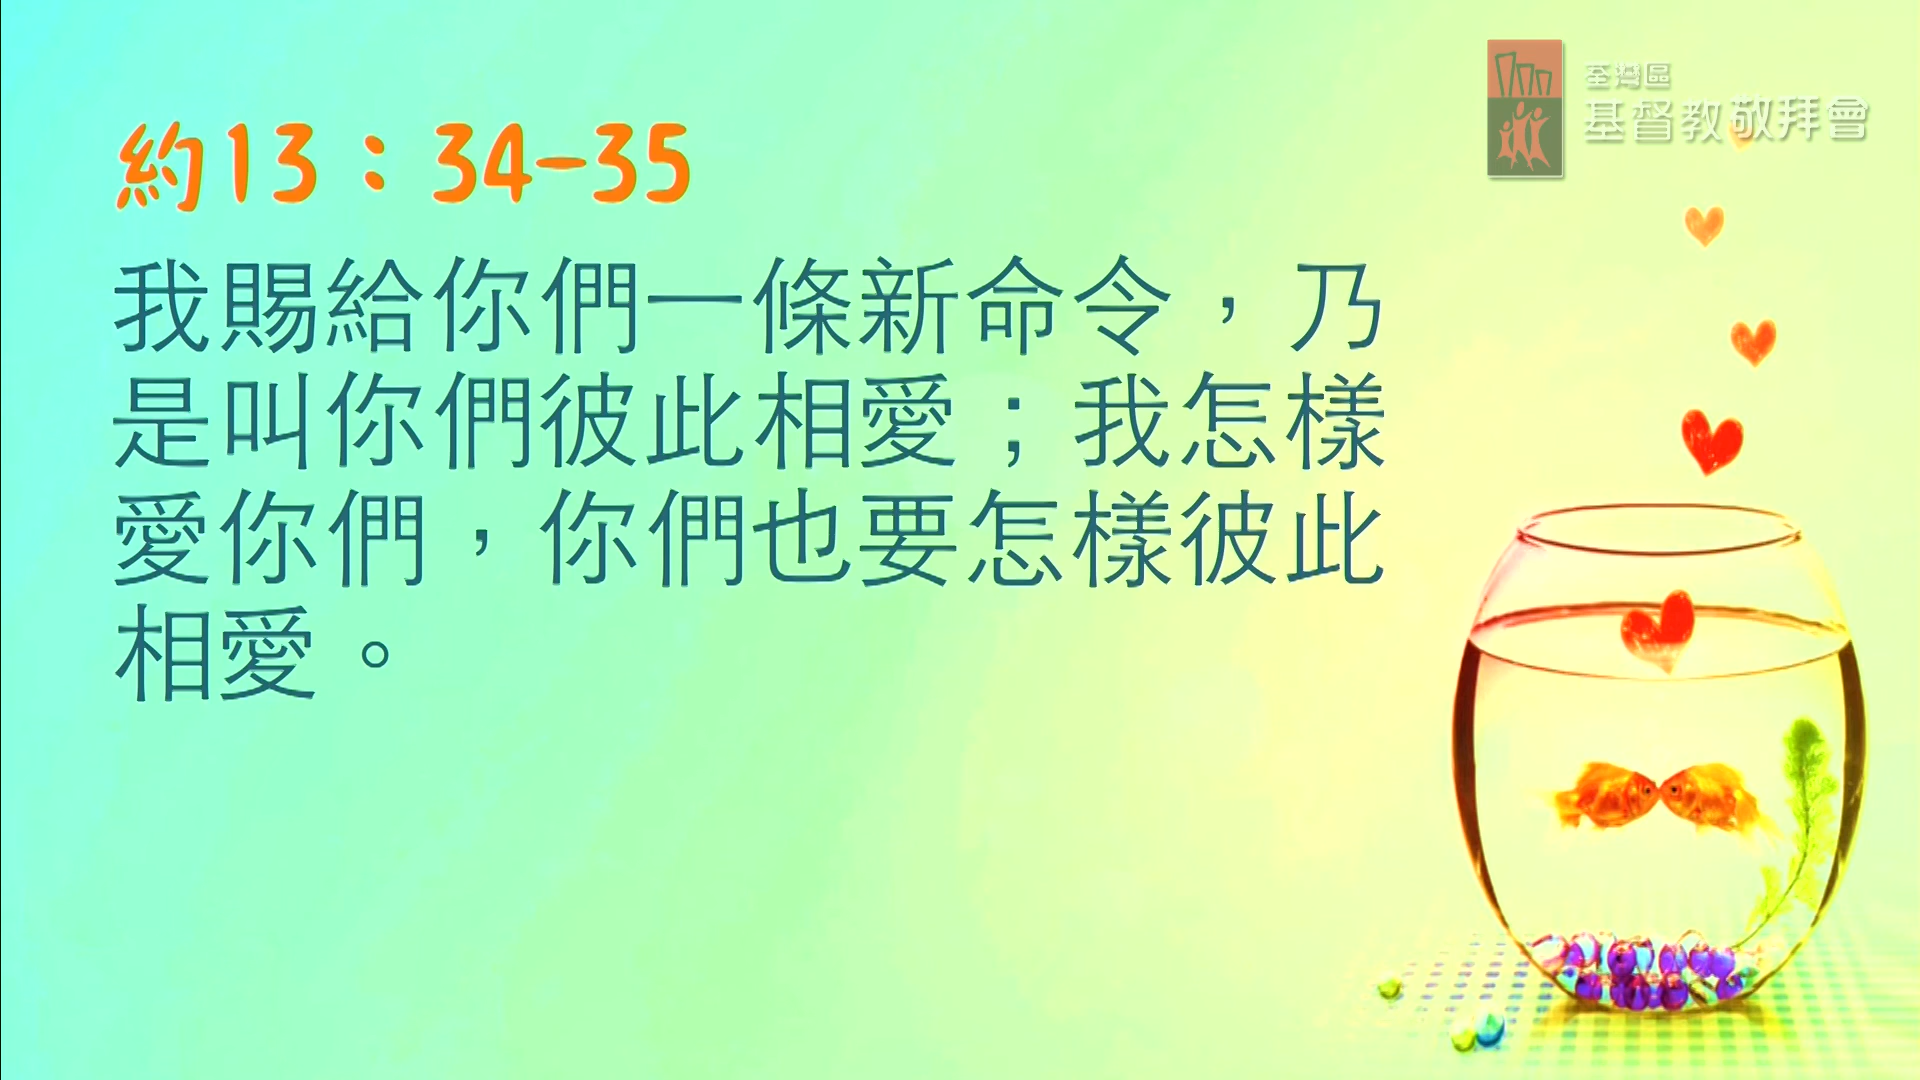 荃灣區
基督教敬拜會
約13：34-35
我賜給你們一條新命令，乃
是叫你們彼此相愛；我怎樣
愛你們，你們也要怎樣彼此
相愛。